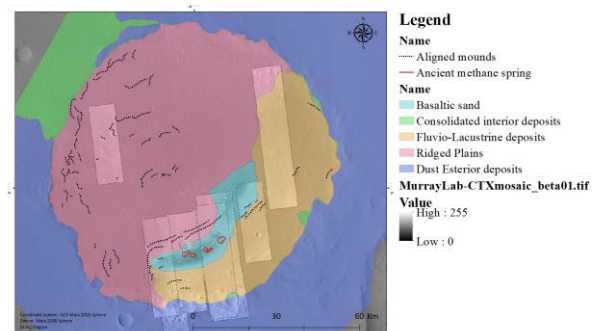 Legend
Name
Aligned mounds
Ancient methane spring
Name
Basaltic sand
Consolidated interior deposits
Fluvio-Lacustrine deposits
Ridged Plains
Dust Exterior deposits
MurrayLab-CTXmosaic_beta01.tif
Value
High : 255
Low : 0
0 30 60 Km